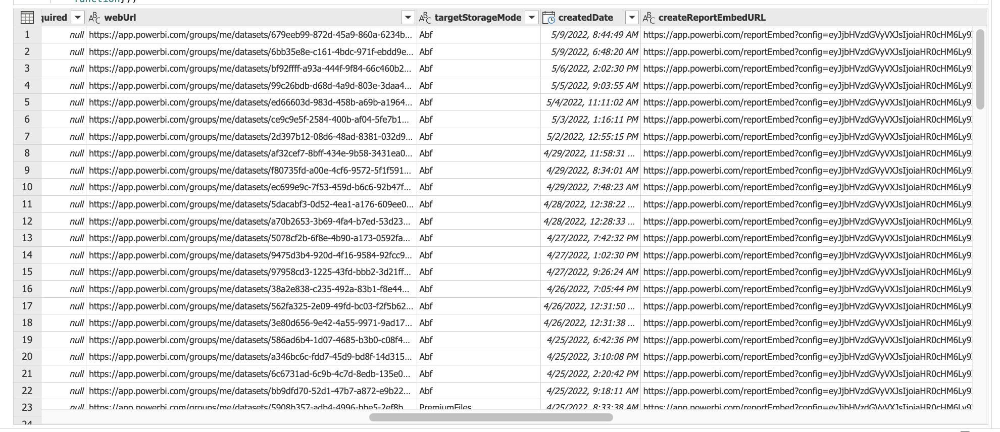 function}))
quired webUrl targetStorageMode createdDate createReportEmbedURL
1 null https://app.powerbi.com/groups/me/datasets/679eeb99-872d-45a9-860a-6234b... Abf 5/9/2022, 8:44:49 AM https://app.powerbi.com/reportEmbed?config=eyJjbHVzdGVyVXJsIjoiaHR0cHM6Ly9
2 null https://app.powerbi.com/groups/me/datasets/6bb35e8e-c161-4bdc-971f-ebdd9e... Abf 5/9/2022, 6:48:20 AM https://app.powerbi.com/reportEmbed?config=eyJjbHVzdGVyVXJsIjoiaHR0cHM6Ly9
3 null https://app.powerbi.com/groups/me/datasets/bf92ffff-a93a-444f-9f84-66c460b2... Abf 5/6/2022, 2:02:30 PM https://app.powerbi.com/reportEmbed?config=eyJjbHVzdGVyVXJsIjoiaHR0cHM6Ly9
4 null https://app.powerbi.com/groups/me/datasets/99c26bdb-d68d-4a9d-803e-3daa4... Abf 5/5/2022, 9:03:55 AM https://app.powerbi.com/reportEmbed?config=eyJjbHVzdGVyVXJsIjoiaHR0cHM6Ly9
5 null https://app.powerbi.com/groups/me/datasets/ed66603d-983d-458b-a69b-a1964... Abf 5/4/2022, 11:11:02 AM https://app.powerbi.com/reportEmbed?config=eyJjbHVzdGVyVXJsIjoiaHR0cHM6Ly9
6 null https://app.powerbi.com/groups/me/datasets/ce9c9e5f-2584-400b-af04-5fe7b1... Abf 5/3/2022, 1:16:11 PM https://app.powerbi.com/reportEmbed?config=eyJjbHVzdGVyVXJsIjoiaHR0cHM6Ly9
7 null https://app.powerbi.com/groups/me/datasets/2d397b12-08d6-48ad-8381-032d9... Abf 5/2/2022, 12:55:15 PM https://app.powerbi.com/reportEmbed?config=eyJjbHVzdGVyVXJsIjoiaHR0cHM6Ly9
8 null https://app.powerbi.com/groups/me/datasets/af32cef7-8bff-434e-9b58-3431ea0... Abf 4/29/2022, 11:58:31 ... https://app.powerbi.com/reportEmbed?config=eyJjbHVzdGVyVXJsIjoiaHR0cHM6Ly9
9 null https://app.powerbi.com/groups/me/datasets/f80735fd-a00e-4cf6-9572-5f1f591... Abf 4/29/2022, 8:34:01 AM https://app.powerbi.com/reportEmbed?config=eyJjbHVzdGVyVXJsIjoiaHR0cHM6Ly9
10 null https://app.powerbi.com/groups/me/datasets/ec699e9c-7f53-459d-b6c6-92b47f... Abf 4/29/2022, 7:48:23 AM https://app.powerbi.com/reportEmbed?config=eyJjbHVzdGVyVXJsIjoiaHR0cHM6Ly9
11 null https://app.powerbi.com/groups/me/datasets/5dacabf3-0d52-4ea1-a176-609ee0... Abf 4/28/2022, 12:38:22 ... https://app.powerbi.com/reportEmbed?config=eyJjbHVzdGVyVXJsIjoiaHR0cHM6Ly9
12 null https://app.powerbi.com/groups/me/datasets/a70b2653-3b69-4fa4-b7ed-53d23... Abf 4/28/2022, 12:28:33 ... https://app.powerbi.com/reportEmbed?config=eyJjbHVzdGVyVXJsIjoiaHR0cHM6Ly9
13 null https://app.powerbi.com/groups/me/datasets/5078cf2b-6f8e-4b90-a173-0592fa... Abf 4/27/2022, 7:42:32 PM https://app.powerbi.com/reportEmbed?config=eyJjbHVzdGVyVXJsIjoiaHR0cHM6Ly9
14 null https://app.powerbi.com/groups/me/datasets/9475d3b4-920d-4f16-9584-92fcc9... Abf 4/27/2022, 1:02:30 PM https://app.powerbi.com/reportEmbed?config=eyJjbHVzdGVyVXJsIjoiaHR0cHM6Ly9
15 null https://app.powerbi.com/groups/me/datasets/97958cd3-1225-43fd-bbb2-3d21ff... Abf 4/27/2022, 9:26:24 AM https://app.powerbi.com/reportEmbed?config=eyJjbHVzdGVyVXJsIjoiaHR0cHM6Ly9
16 null https://app.powerbi.com/groups/me/datasets/38a2e838-c235-492a-83b1-f8e44... Abf 4/26/2022, 7:05:44 PM https://app.powerbi.com/reportEmbed?config=eyJjbHVzdGVyVXJsIjoiaHR0cHM6Ly9
17 null https://app.powerbi.com/groups/me/datasets/562fa325-2e09-49fd-bc03-f2f5b62... Abf 4/26/2022, 12:31:50 ... https://app.powerbi.com/reportEmbed?config=eyJjbHVzdGVyVXJsIjoiaHR0cHM6Ly9
18 null https://app.powerbi.com/groups/me/datasets/3e80d656-9e42-4a55-9971-9ad17... Abf 4/26/2022, 12:31:38 ... https://app.powerbi.com/reportEmbed?config=eyJjbHVzdGVyVXJsIjoiaHR0cHM6Ly9
19 null https://app.powerbi.com/groups/me/datasets/586ad6b4-1d07-4685-b3b0-c08f4... Abf 4/25/2022, 6:42:36 PM https://app.powerbi.com/reportEmbed?config=eyJjbHVzdGVyVXJsIjoiaHR0cHM6Ly9
20 null https://app.powerbi.com/groups/me/datasets/a346bc6c-fdd7-45d9-bd8f-14d315... Abf 4/25/2022, 3:10:08 PM https://app.powerbi.com/reportEmbed?config=eyJjbHVzdGVyVXJsIjoiaHR0cHM6Ly9
21 null https://app.powerbi.com/groups/me/datasets/6c6731ad-6c9b-4c7d-8edb-135e0... Abf 4/25/2022, 2:20:42 PM https://app.powerbi.com/reportEmbed?config=eyJjbHVzdGVyVXJsIjoiaHR0cHM6Ly9
22 null https://app.powerbi.com/groups/me/datasets/bb9dfd70-52d1-47b7-a872-e9b22... Abf 4/25/2022, 9:18:11 AM https://app.powerbi.com/reportEmbed?config=eyJjbHVzdGVyVXJsIjoiaHR0cHM6Ly9
23 null https://app.powerbi.com/groups/me/datasets/5908b357-adb4-4996-bbe5-2ef8b... PremiumFiles 4/25/2022, 8:33:38 AM https://app.powerbi.com/reportEmbed?config=eyJjbHVzdGVyVXJsIjoiaHR0cHM6Ly9
24